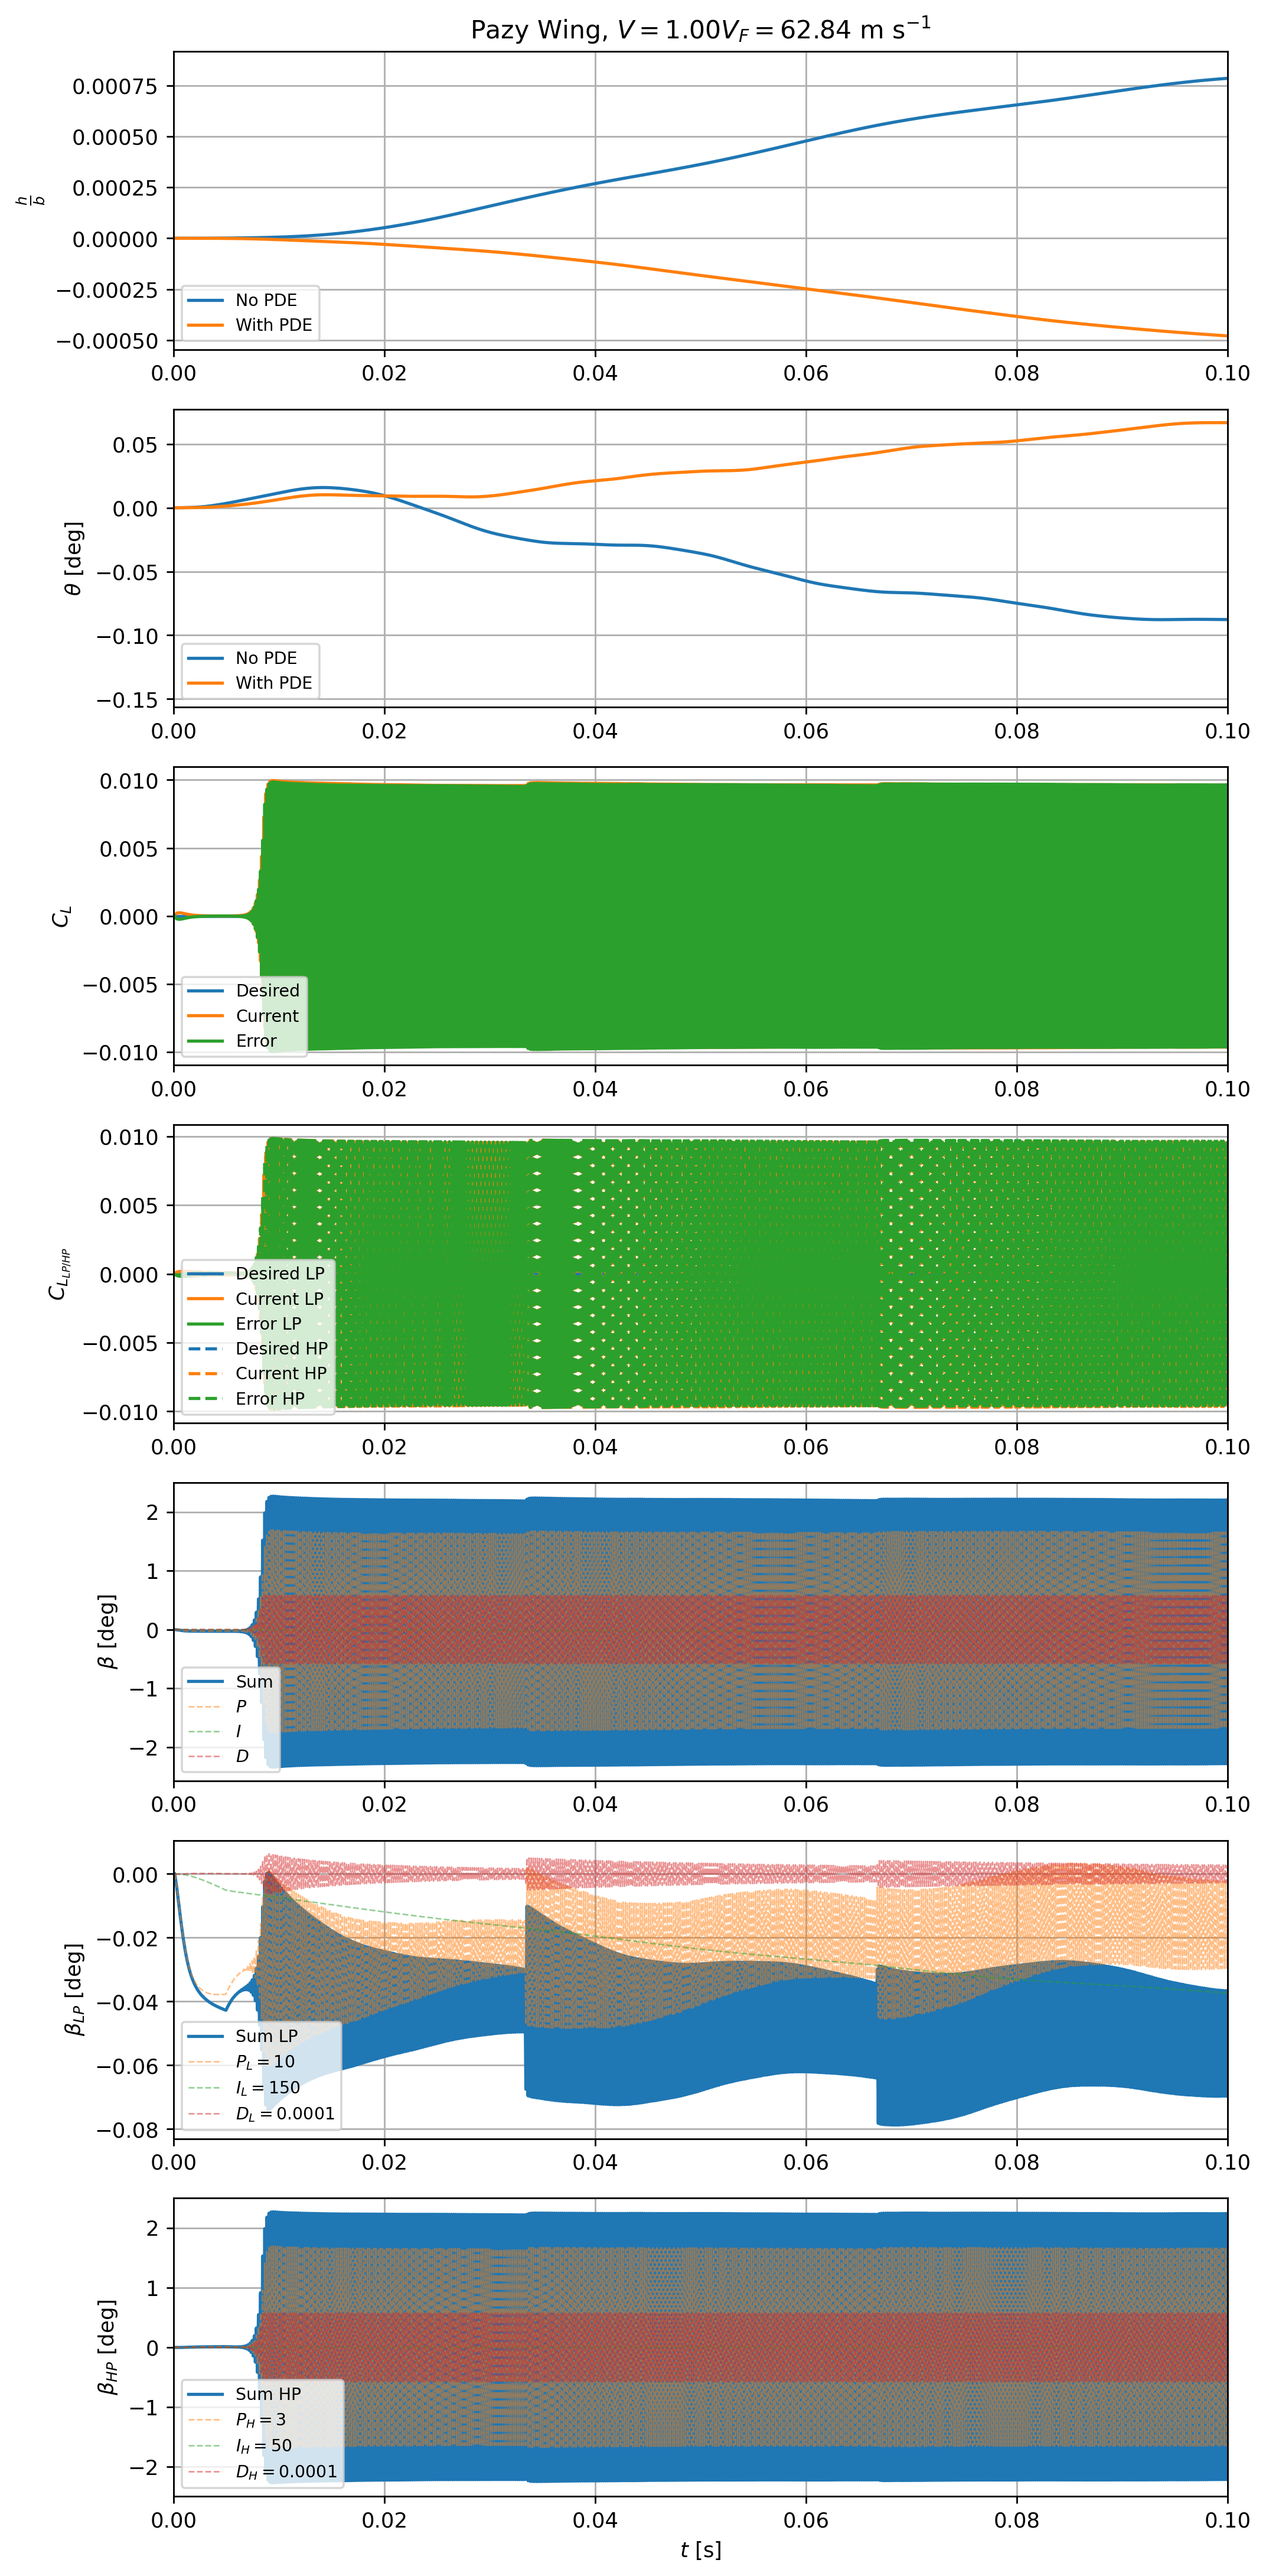 Pazy Wing, V = 1.00V_F = 62.84 m s⁻¹
0.00075
0.00050
0.00025
0.00000
−0.00025
−0.00050
h/b
No PDE
With PDE
0.00 0.02 0.04 0.06 0.08 0.10
0.05
0.00
−0.05
−0.10
−0.15
θ [deg]
No PDE
With PDE
0.00 0.02 0.04 0.06 0.08 0.10
0.010
0.005
0.000
−0.005
−0.010
C_L
Desired
Current
Error
0.00 0.02 0.04 0.06 0.08 0.10
0.010
0.005
0.000
−0.005
−0.010
C_{L_{LP/HP}}
Desired LP
Current LP
Error LP
Desired HP
Current HP
Error HP
0.00 0.02 0.04 0.06 0.08 0.10
2
1
0
−1
−2
β [deg]
Sum
P
I
D
0.00 0.02 0.04 0.06 0.08 0.10
0.00
−0.02
−0.04
−0.06
−0.08
β_{LP} [deg]
Sum LP
P_L = 10
I_L = 150
D_L = 0.0001
0.00 0.02 0.04 0.06 0.08 0.10
2
1
0
−1
−2
β_{HP} [deg]
Sum HP
P_H = 3
I_H = 50
D_H = 0.0001
0.00 0.02 0.04 0.06 0.08 0.10
t [s]